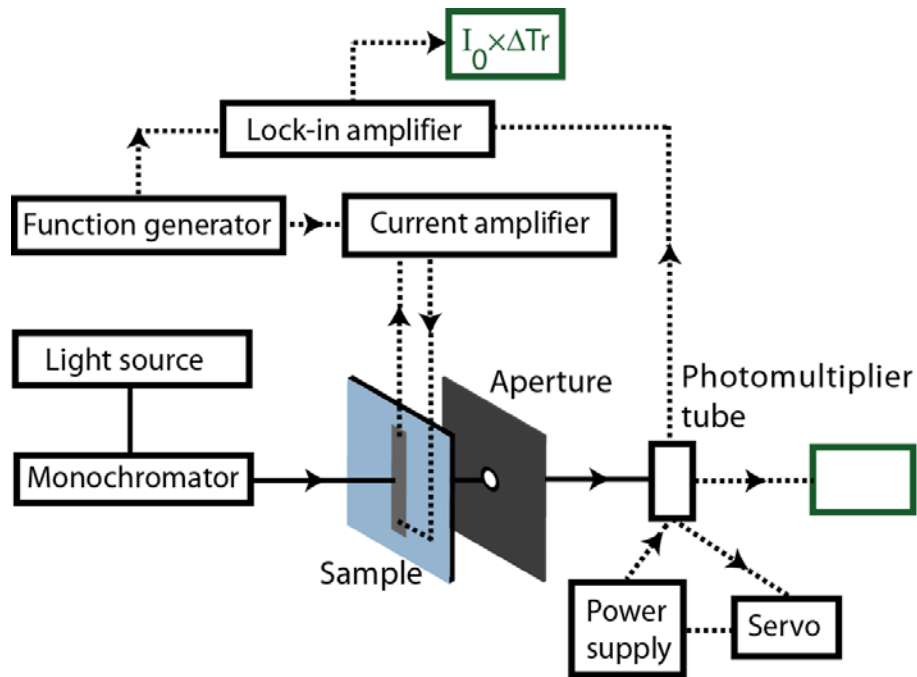 I₀×ΔTr
Lock-in amplifier
Function generator
Current amplifier
Light source
Aperture
Photomultiplier
tube
Monochromator
Sample
Power
supply
Servo